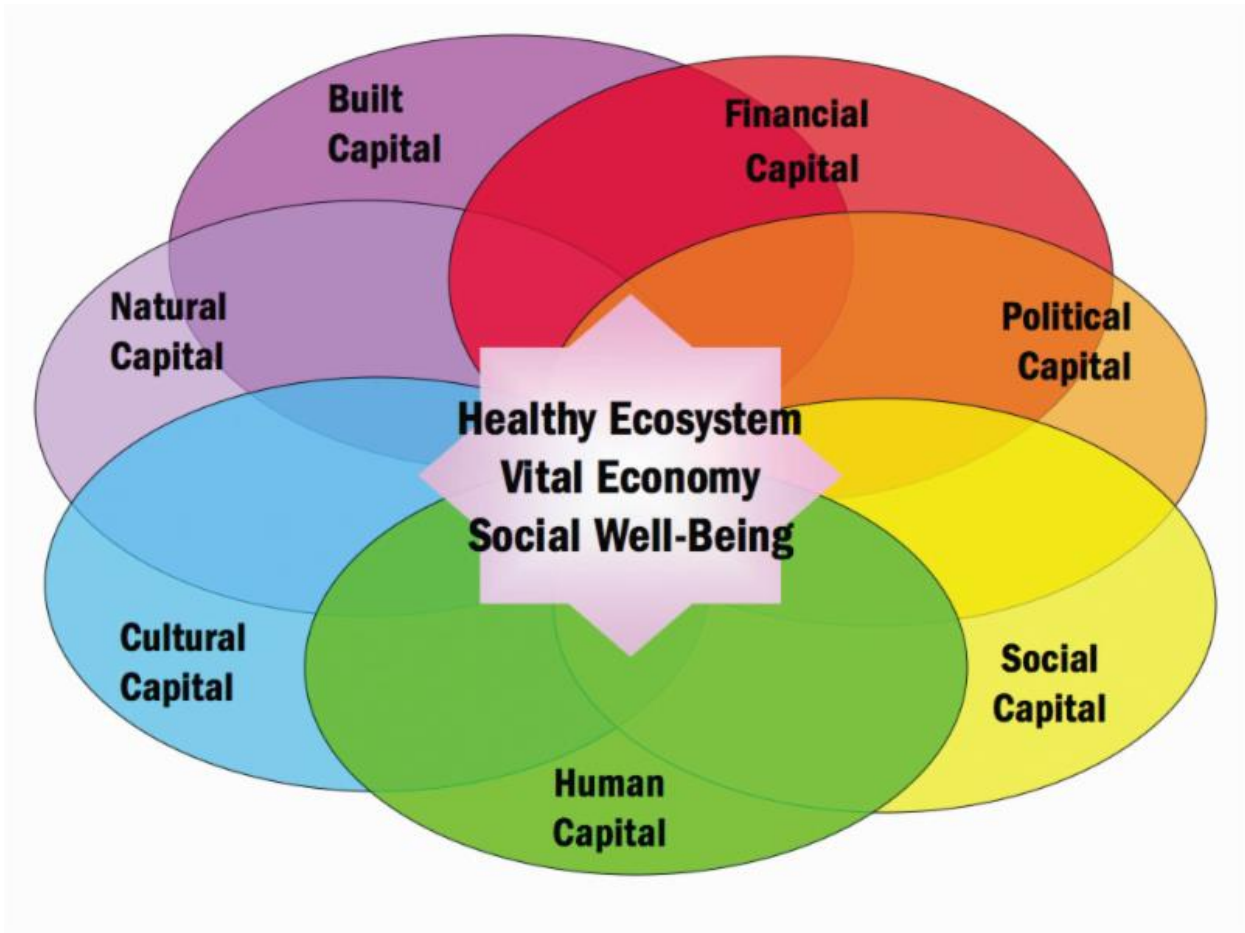 Built
Capital
Financial
Capital
Natural
Capital
Political
Capital
Healthy Ecosystem
Vital Economy
Social Well-Being
Cultural
Capital
Social
Capital
Human
Capital